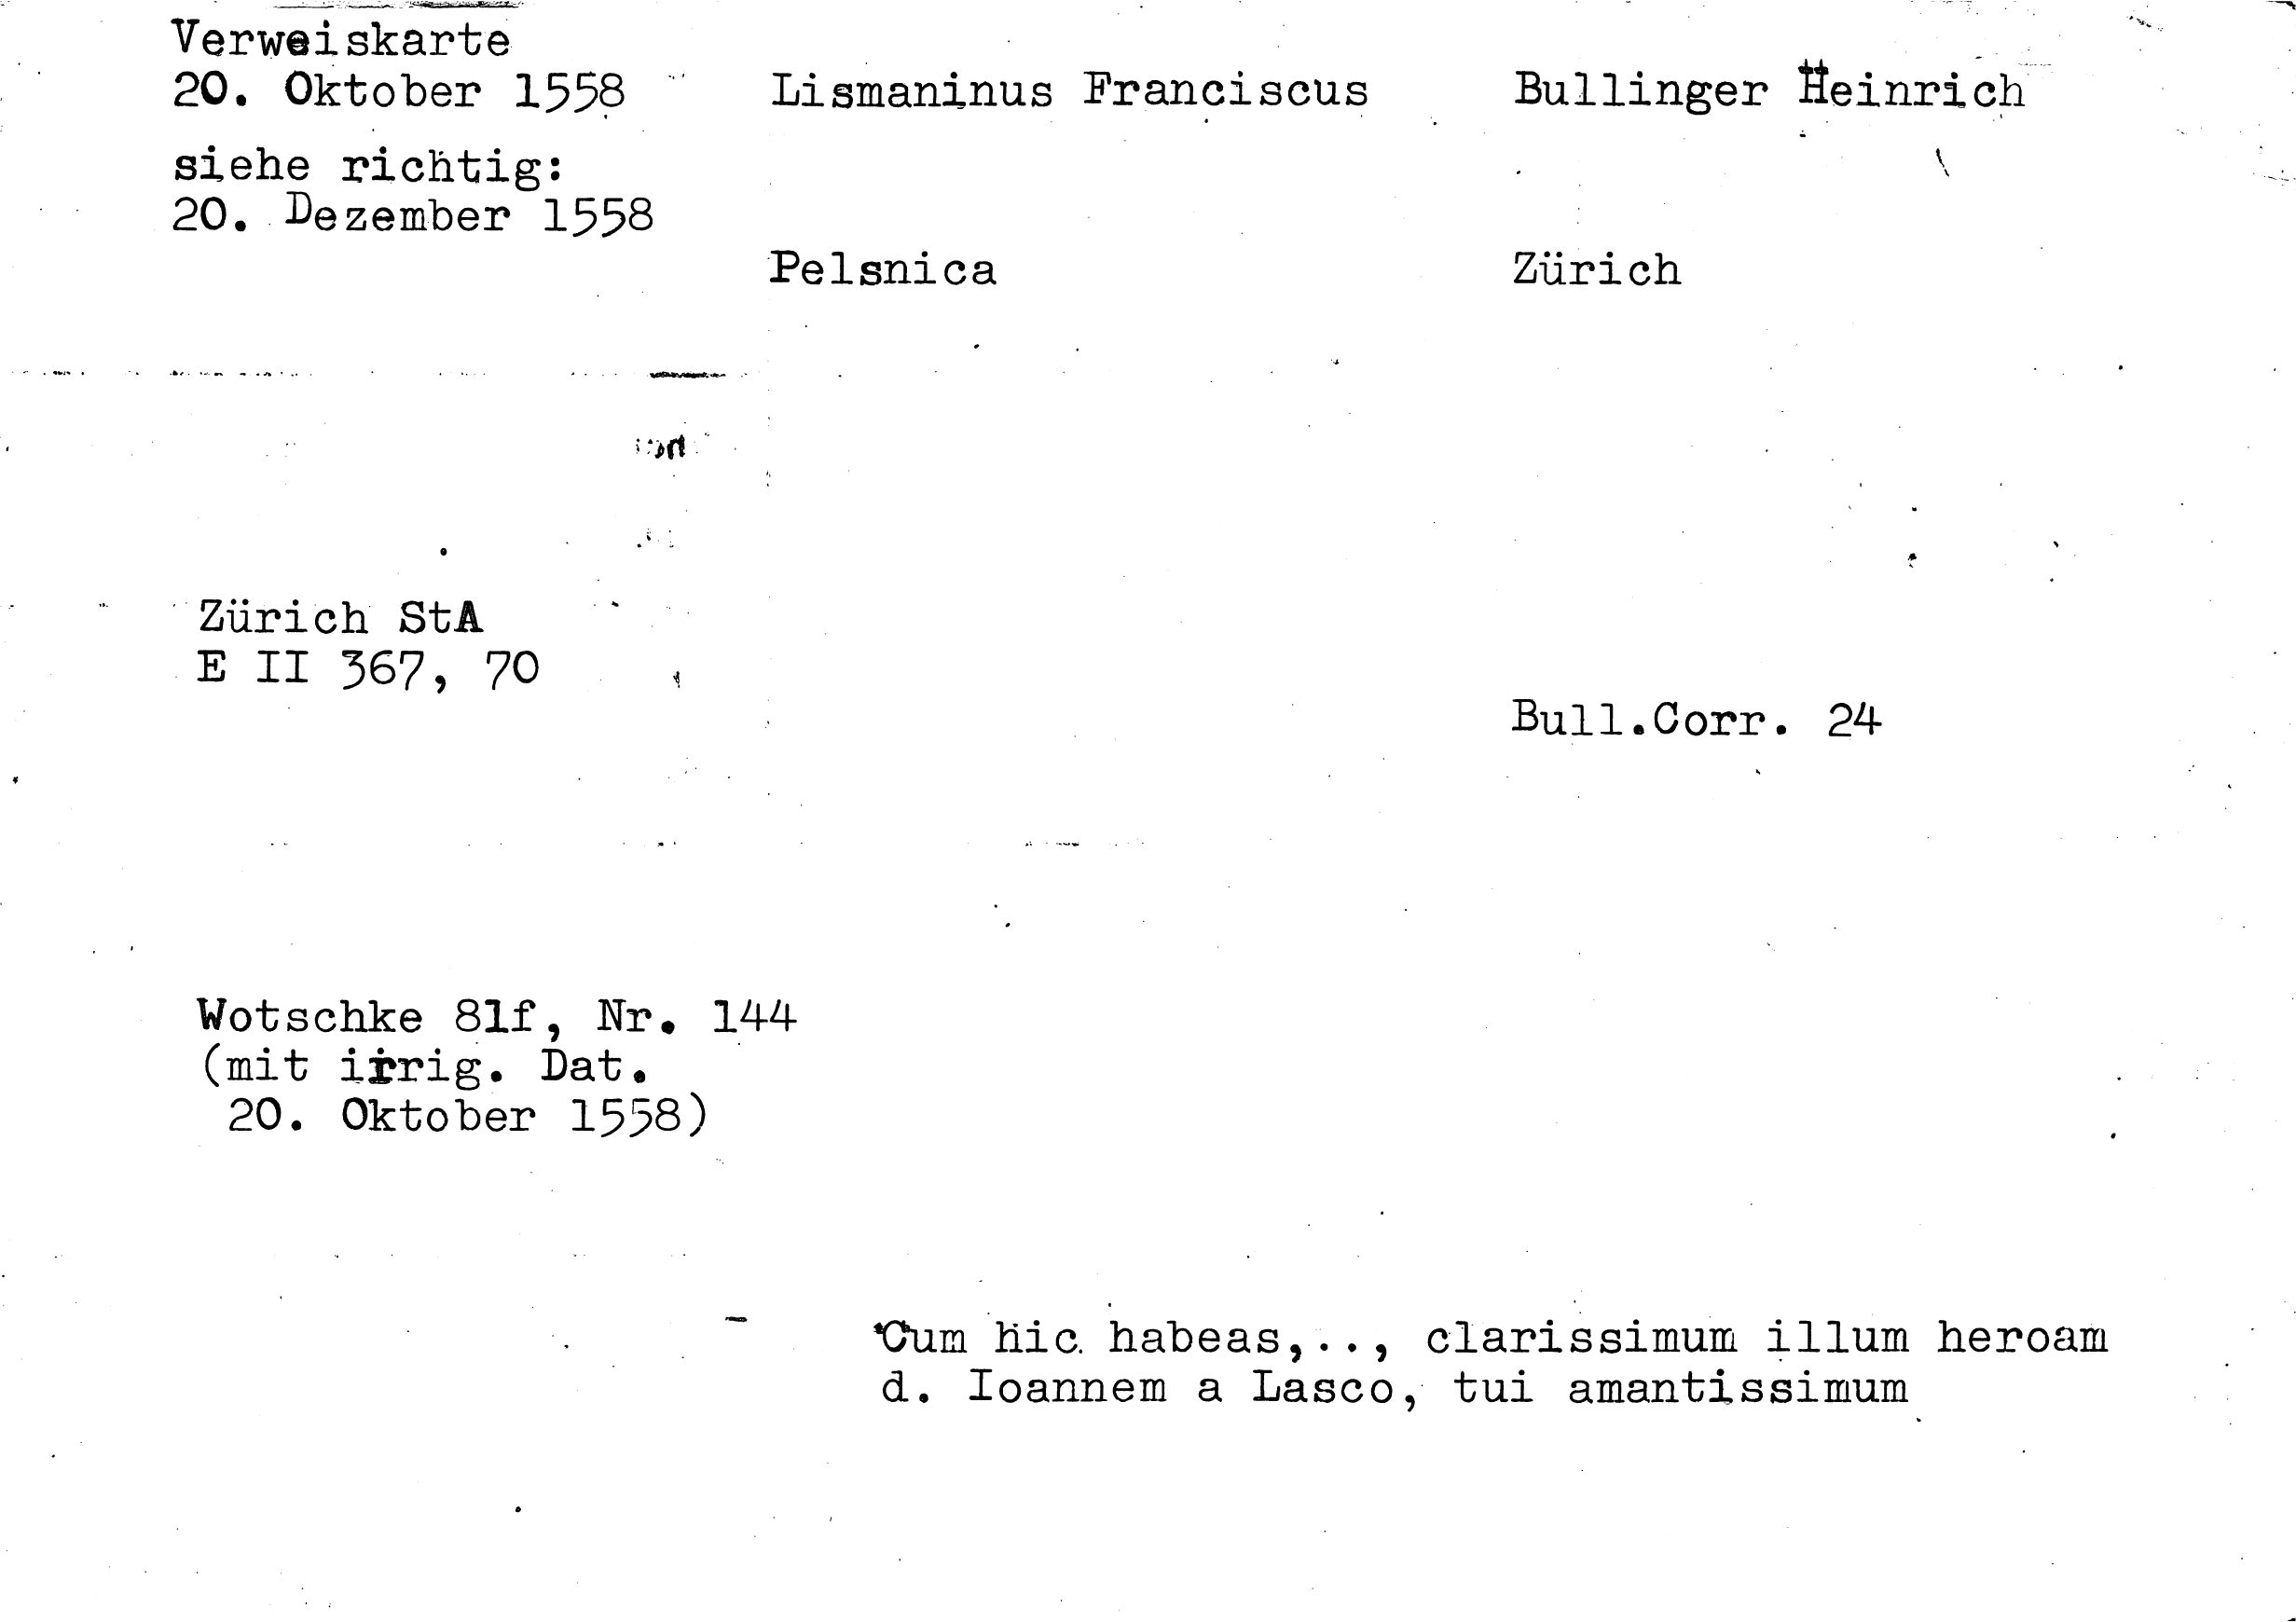 Verweiskarte
20. Oktober 1558
siehe richtig:
20. Dezember 1558
Lismaninus Franciscus
Pelsnica
Bullinger Heinrich
Zürich
Zürich StA
E II 367, 70
Bull.Corr. 24
Wotschke 81f, Nr. 144
(mit irrig. Dat.
20. Oktober 1558)
Cum hic habeas,.., clarissimum illum heroam
d. Ioannem a Lasco, tui amantissimum